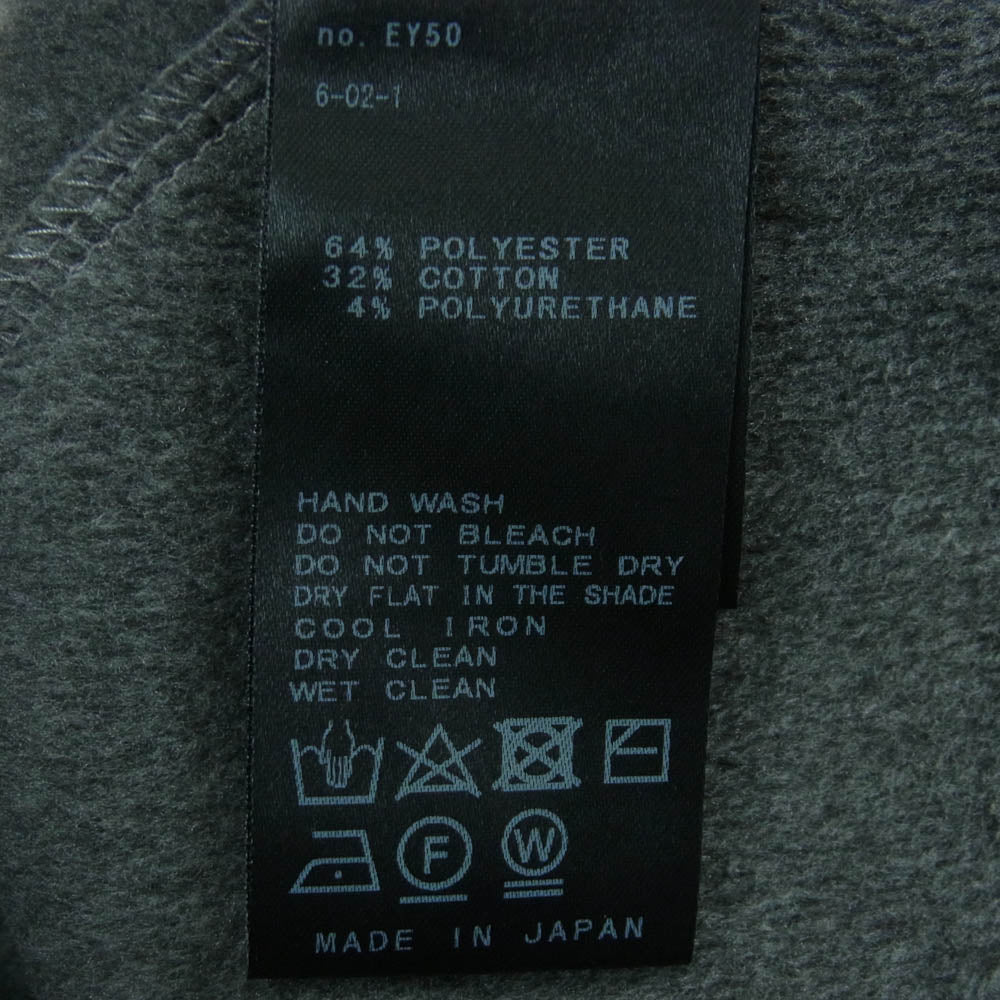 no. EY50
6-02-1
64% POLYESTER
32% COTTON
4% POLYURETHANE
HAND WASH
DO NOT BLEACH
DO NOT TUMBLE DRY
DRY FLAT IN THE SHADE
COOL IRON
DRY CLEAN
WET CLEAN
F W
MADE IN JAPAN